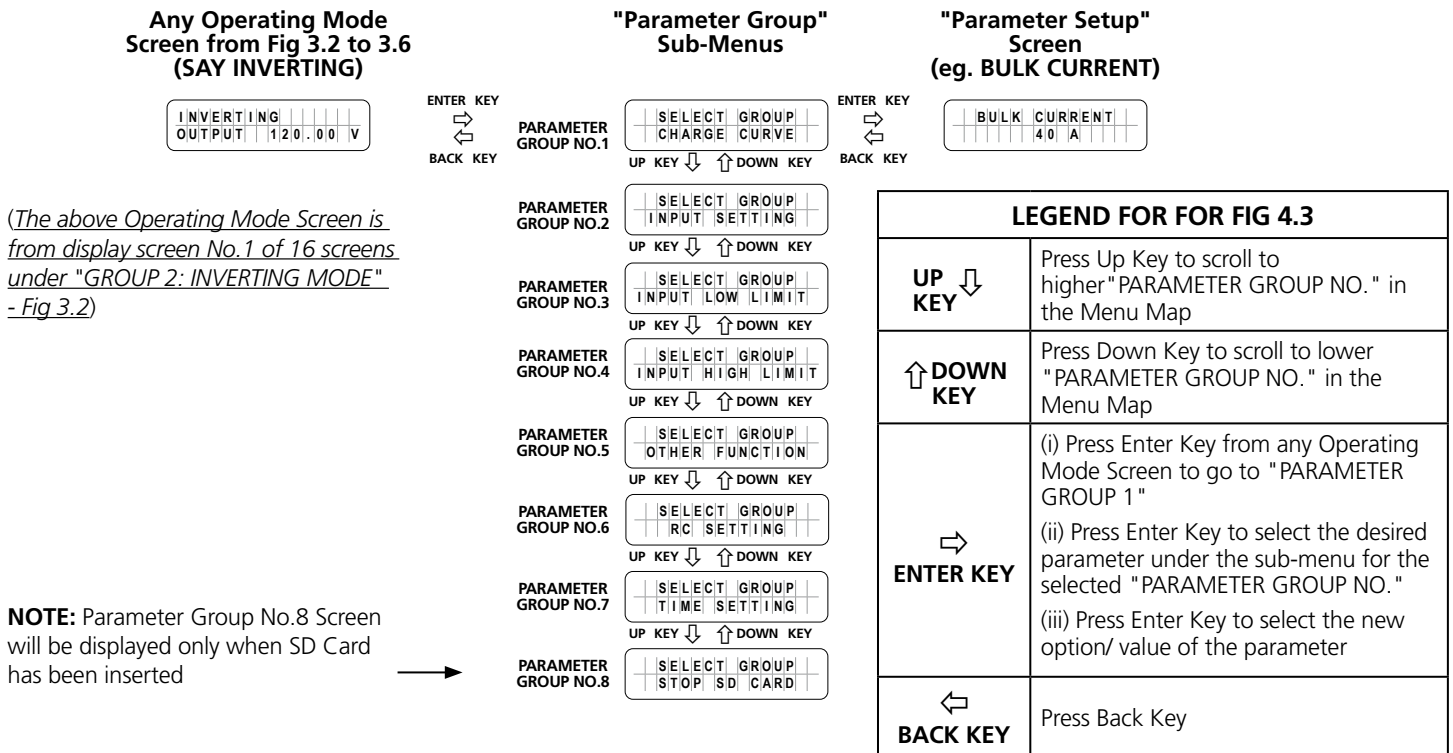 Any Operating Mode
Screen from Fig 3.2 to 3.6
(SAY INVERTING)
"Parameter Group"
Sub-Menus
"Parameter Setup"
Screen
(eg. BULK CURRENT)
INVERTING
OUTPUT 120.00 V
ENTER KEY
BACK KEY
PARAMETER
GROUP NO.1
SELECT GROUP
CHARGE CURVE
ENTER KEY
BACK KEY
BULK CURRENT
40 A
UP KEY DOWN KEY
(The above Operating Mode Screen is
from display screen No.1 of 16 screens
under "GROUP 2: INVERTING MODE"
- Fig 3.2)
PARAMETER
GROUP NO.2
SELECT GROUP
INPUT SETTING
UP KEY DOWN KEY
PARAMETER
GROUP NO.3
SELECT GROUP
INPUT LOW LIMIT
UP KEY DOWN KEY
PARAMETER
GROUP NO.4
SELECT GROUP
INPUT HIGH LIMIT
UP KEY DOWN KEY
PARAMETER
GROUP NO.5
SELECT GROUP
OTHER FUNCTION
UP KEY DOWN KEY
PARAMETER
GROUP NO.6
SELECT GROUP
RC SETTING
UP KEY DOWN KEY
PARAMETER
GROUP NO.7
SELECT GROUP
TIME SETTING
UP KEY DOWN KEY
NOTE: Parameter Group No.8 Screen
will be displayed only when SD Card
has been inserted
PARAMETER
GROUP NO.8
SELECT GROUP
STOP SD CARD
LEGEND FOR FOR FIG 4.3
UP
KEY
Press Up Key to scroll to
higher"PARAMETER GROUP NO." in
the Menu Map
DOWN
KEY
Press Down Key to scroll to lower
"PARAMETER GROUP NO." in the
Menu Map
ENTER KEY
(i) Press Enter Key from any Operating
Mode Screen to go to "PARAMETER
GROUP 1"
(ii) Press Enter Key to select the desired
parameter under the sub-menu for the
selected "PARAMETER GROUP NO."
(iii) Press Enter Key to select the new
option/ value of the parameter
BACK KEY
Press Back Key